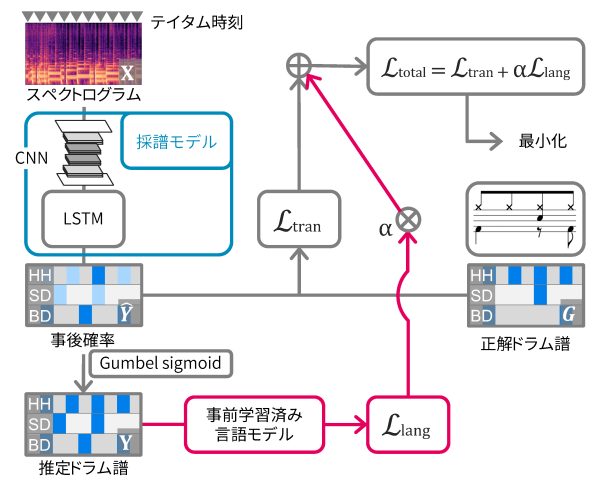 テイタム時刻
X
スペクトログラム
CNN
採譜モデル
LSTM
HH
SD
BD
Ŷ
事後確率
Gumbel sigmoid
HH
SD
BD
Y
推定ドラム譜
事前学習済み
言語モデル
ℒlang
α
ℒtran
ℒtotal = ℒtran + αℒlang
最小化
HH
SD
BD
G
正解ドラム譜